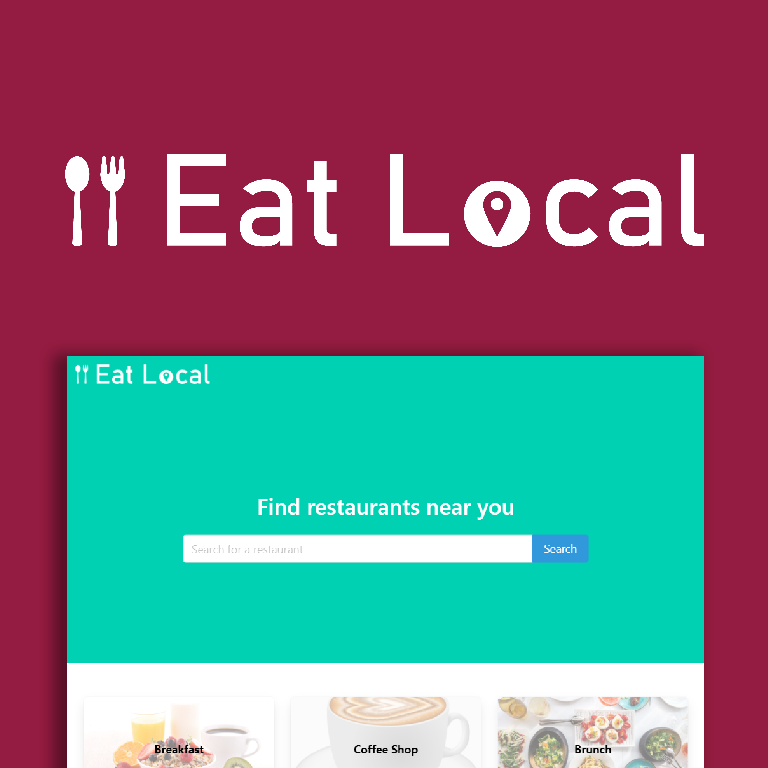 Eat Local
Eat Local
Find restaurants near you
Search for a restaurant
Search
Breakfast
Coffee Shop
Brunch